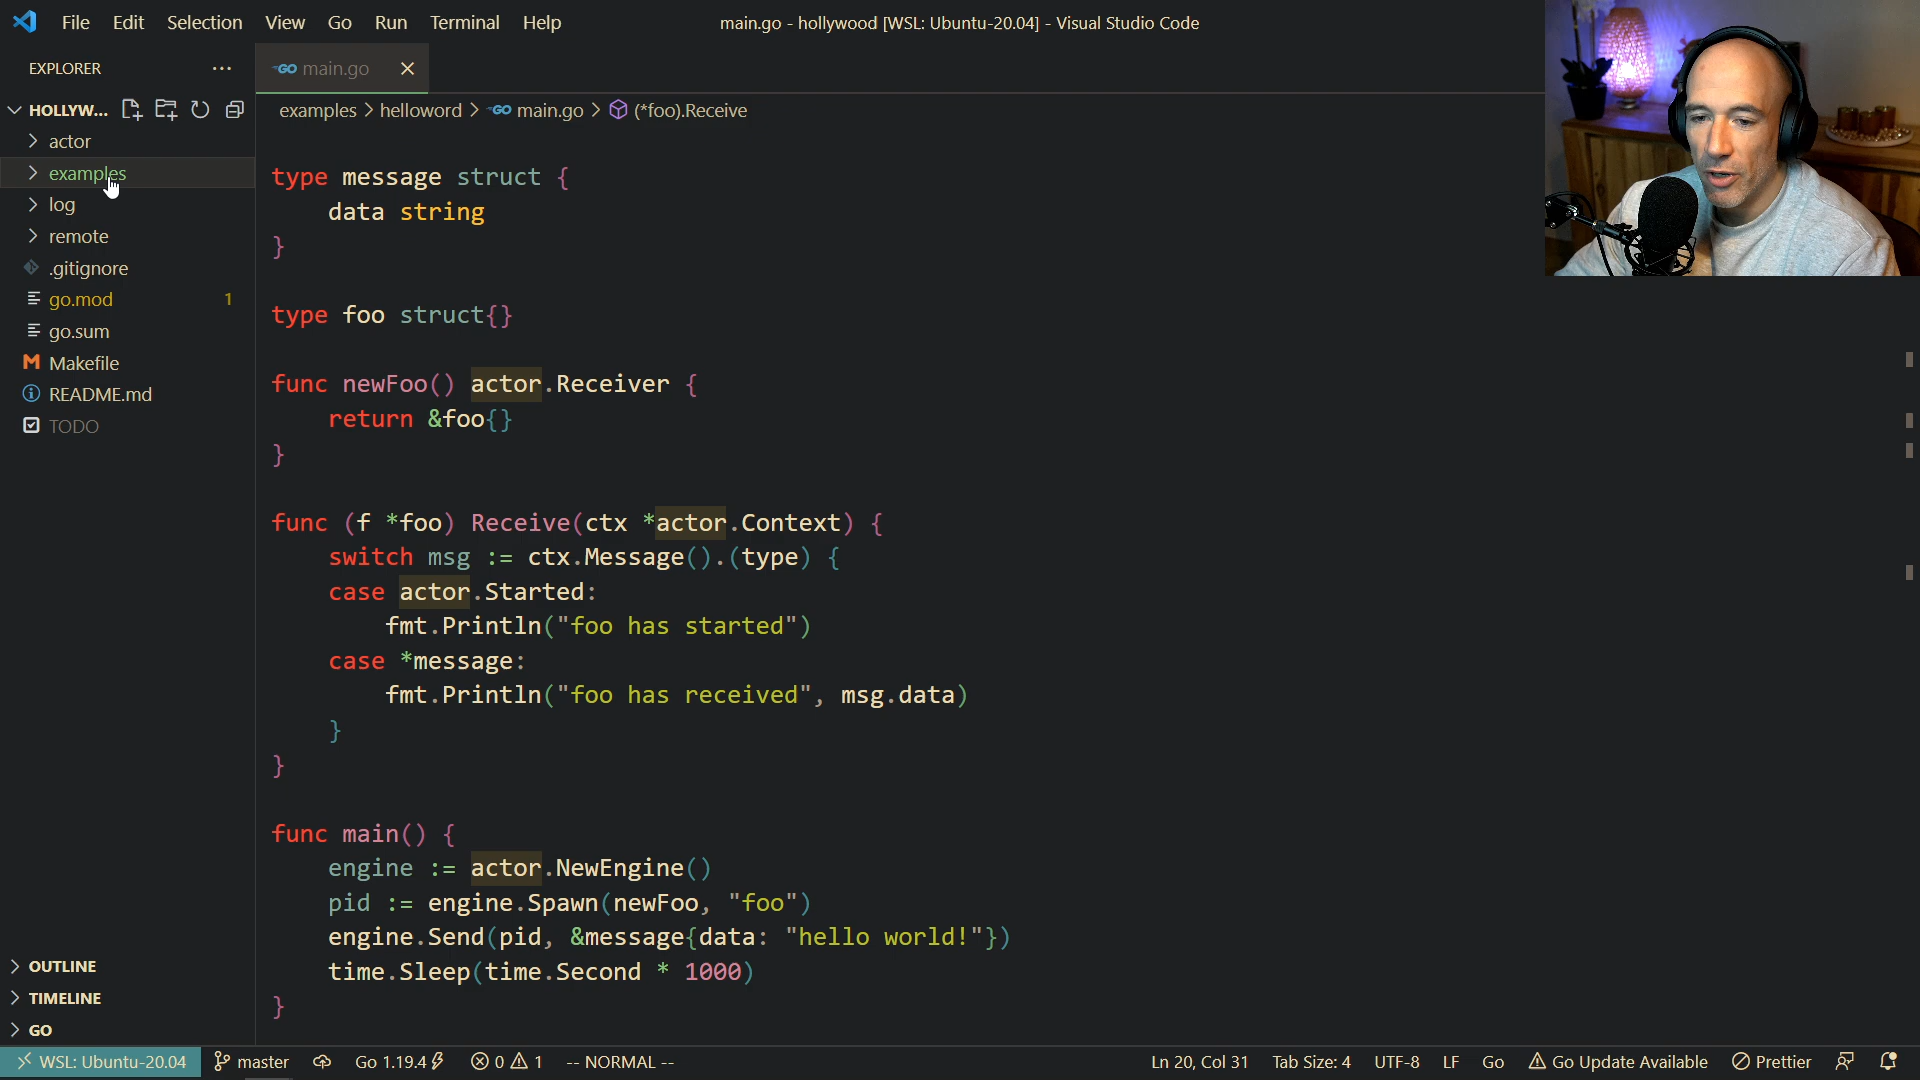 File Edit Selection View Go Run Terminal Help
main.go - hollywood [WSL: Ubuntu-20.04] - Visual Studio Code
EXPLORER
HOLLYW...
actor
examples
log
remote
.gitignore
go.mod 1
go.sum
Makefile
README.md
TODO
OUTLINE
TIMELINE
GO
GO main.go
examples > helloword > GO main.go > (*foo).Receive
type message struct {
data string
}
type foo struct{}
func newFoo() actor.Receiver {
return &foo{}
}
func (f *foo) Receive(ctx *actor.Context) {
switch msg := ctx.Message().(type) {
case actor.Started:
fmt.Println("foo has started")
case *message:
fmt.Println("foo has received", msg.data)
}
}
func main() {
engine := actor.NewEngine()
pid := engine.Spawn(newFoo, "foo")
engine.Send(pid, &message{data: "hello world!"})
time.Sleep(time.Second * 1000)
}
WSL: Ubuntu-20.04 master Go 1.19.4 0 1 -- NORMAL -- Ln 20, Col 31 Tab Size: 4 UTF-8 LF Go Go Update Available Prettier